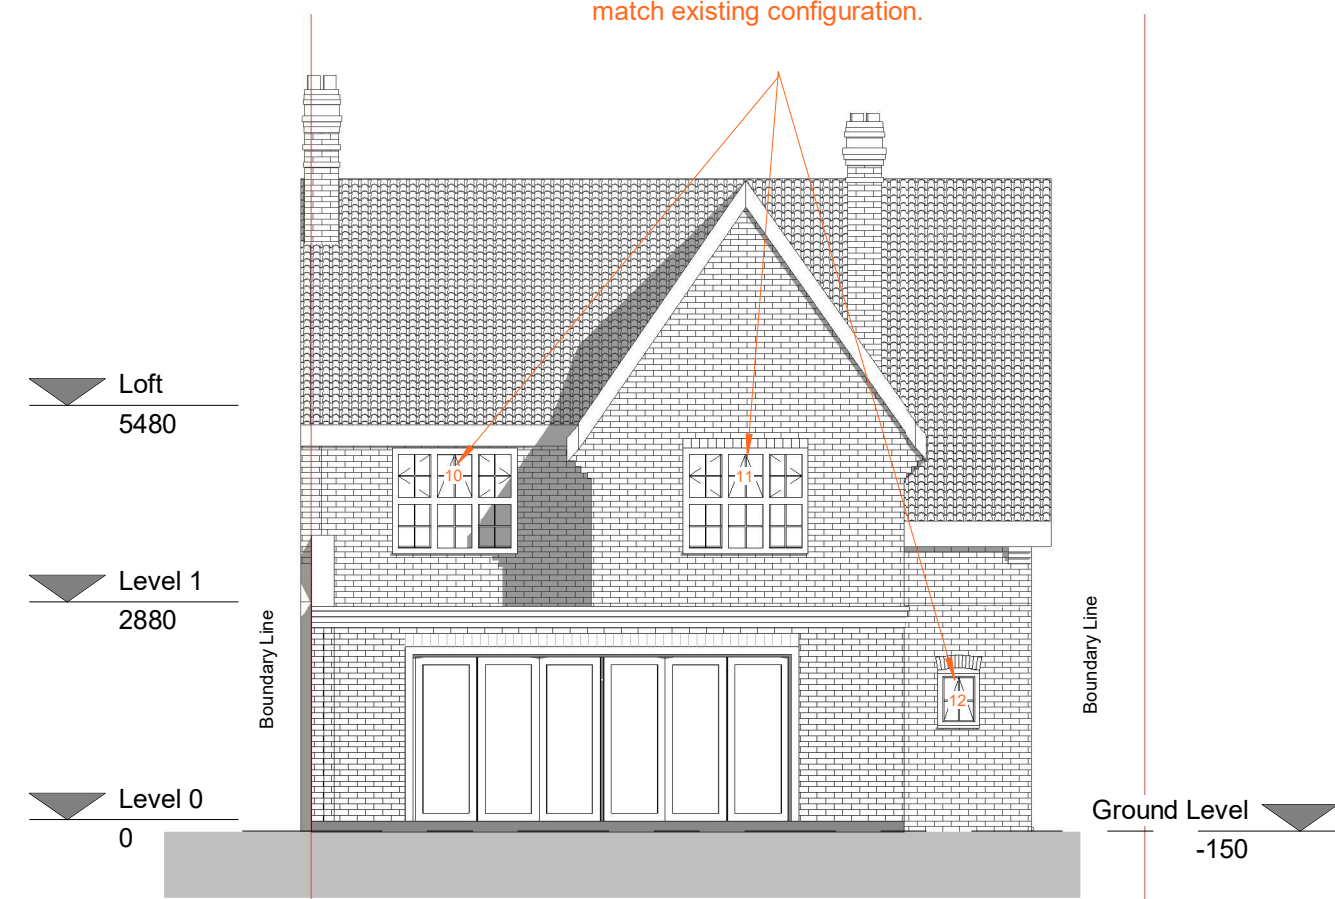 match existing configuration.
Loft
5480
10
11
Level 1
2880
Boundary Line
Boundary Line
12
Level 0
0
Ground Level
-150